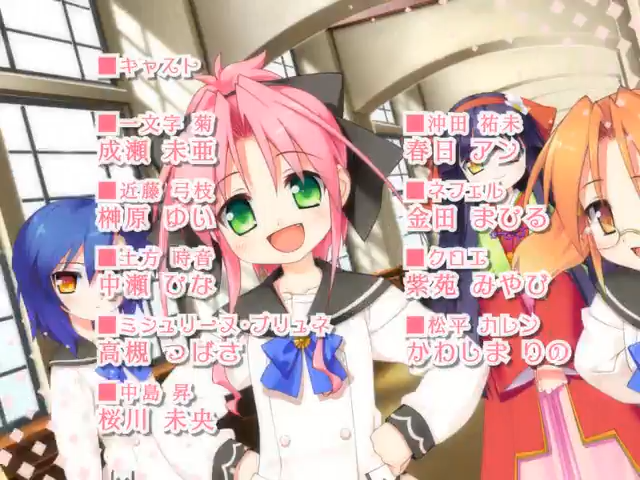 ■キャスト
■一文字 菊
成瀬 未亜
■近藤 弓枝
榊原 ゆい
■土方 時音
中瀬 ひな
■ミシュリーヌ・ブリュネ
高槻 つばさ
■中島 昇
桜川 未央
■沖田 祐未
春日 アン
■ネフェル
金田 まひる
■クロエ
紫苑 みやび
■松平 カレン
かわしま りの